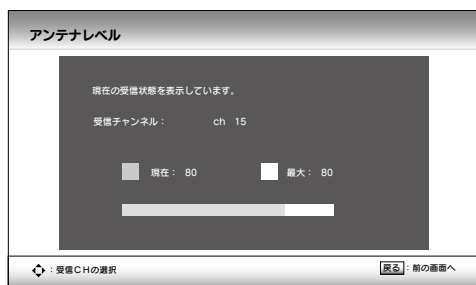 アンテナレベル
現在の受信状態を表示しています。
受信チャンネル： ch 15
現在： 80 最大： 80
：受信CHの選択 戻る：前の画面へ